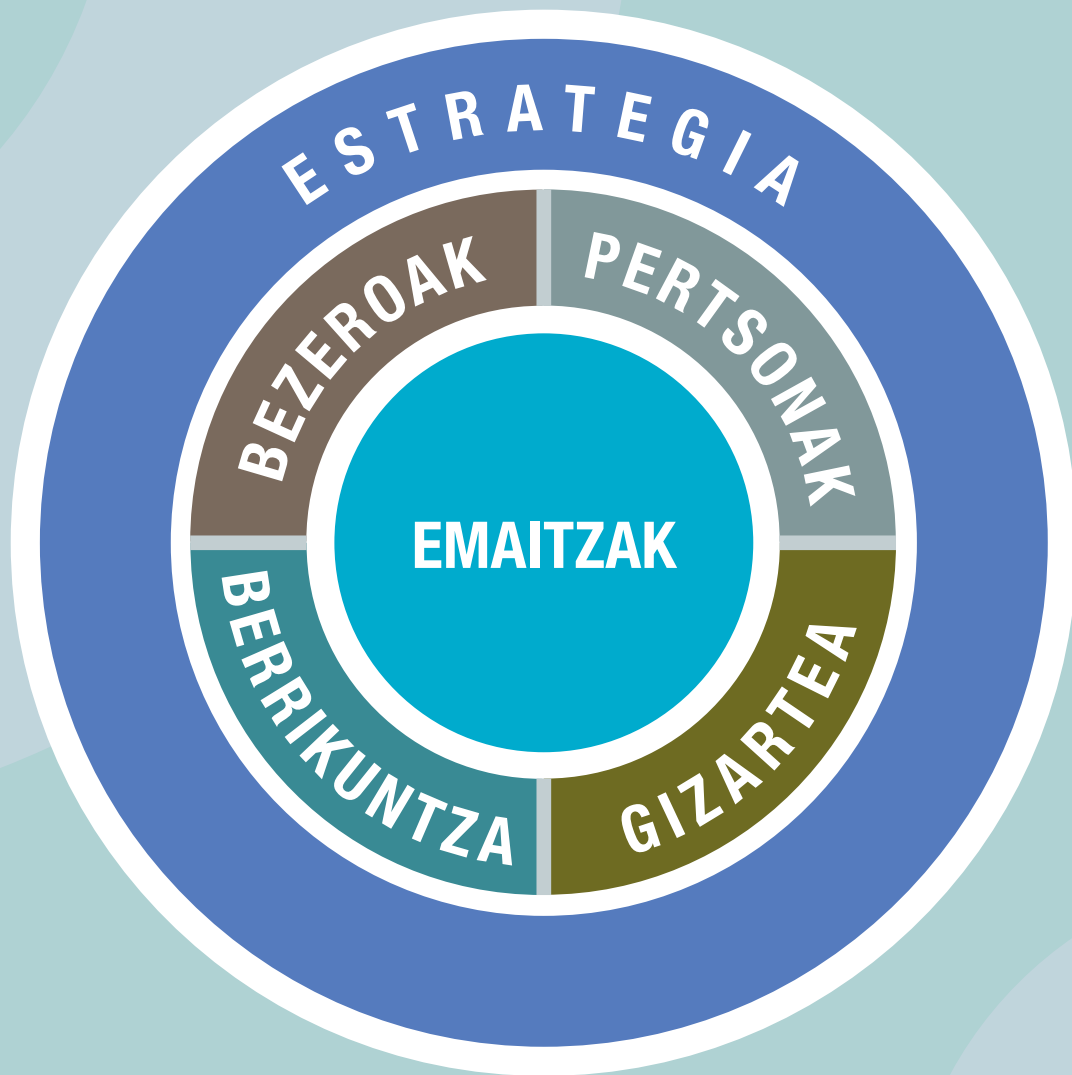 ESTRATEGIA
BEZEROAK
PERTSONAK
EMAITZAK
BERRIKUNTZA
GIZARTEA